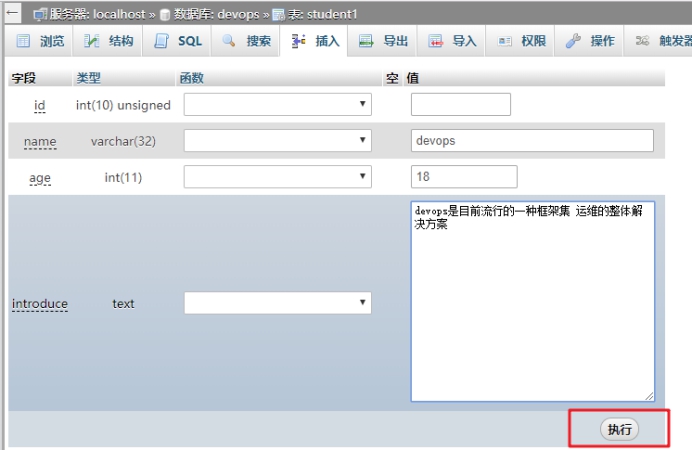 服务器: localhost » 数据库: devops » 表: student1
浏览 结构 SQL 搜索 插入 导出 导入 权限 操作 触发器
字段 类型 函数 空 值
id int(10) unsigned
name varchar(32) devops
age int(11) 18
devops是目前流行的一种框架集 运维的整体解
决方案
introduce text
执行